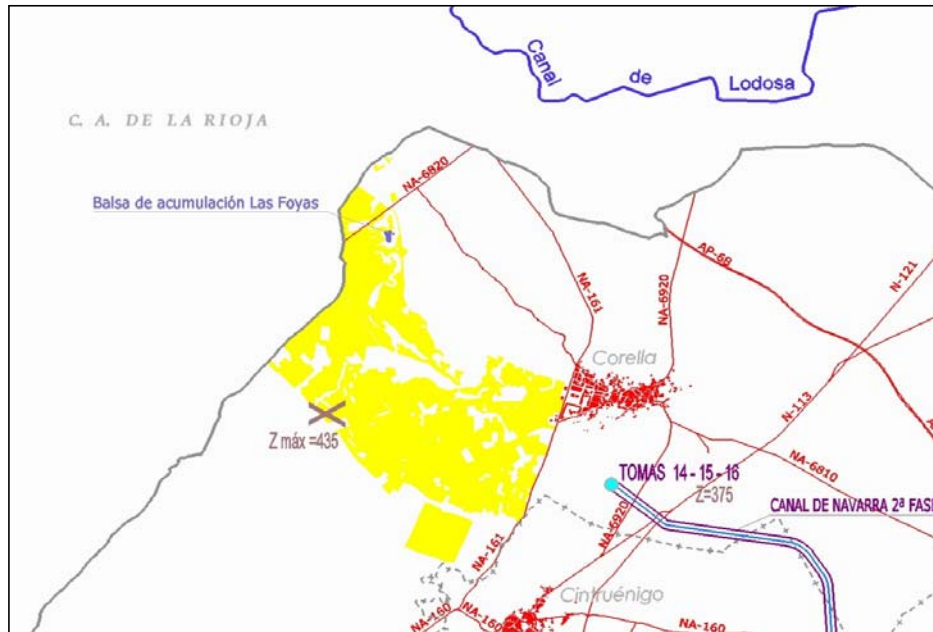 Canal
de
Lodosa
C. A. DE LA RIOJA
NA-6820
Balsa de acumulación Las Foyas
AP-68
N-121
NA-161
NA-6920
Corella
N-113
Z máx =435
NA-6810
TOMAS 14 - 15 - 16
Z=375
NA-6920
CANAL DE NAVARRA 2ª FAS
NA-161
Cintruénigo
NA-160
NA-160
NA-160